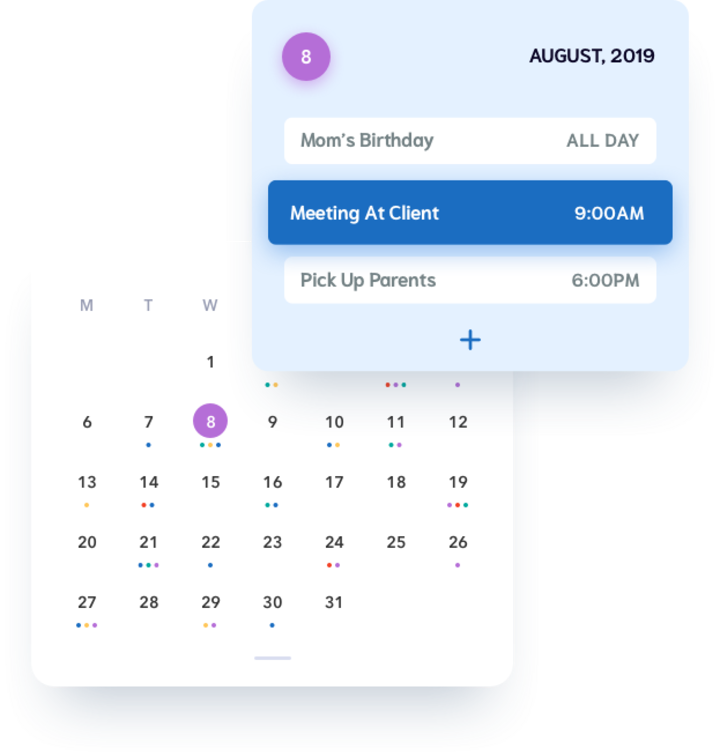 8 AUGUST, 2019
Mom's Birthday ALL DAY
Meeting At Client 9:00AM
Pick Up Parents 6:00PM
+
M T W
1
6 7 8 9 10 11 12
13 14 15 16 17 18 19
20 21 22 23 24 25 26
27 28 29 30 31